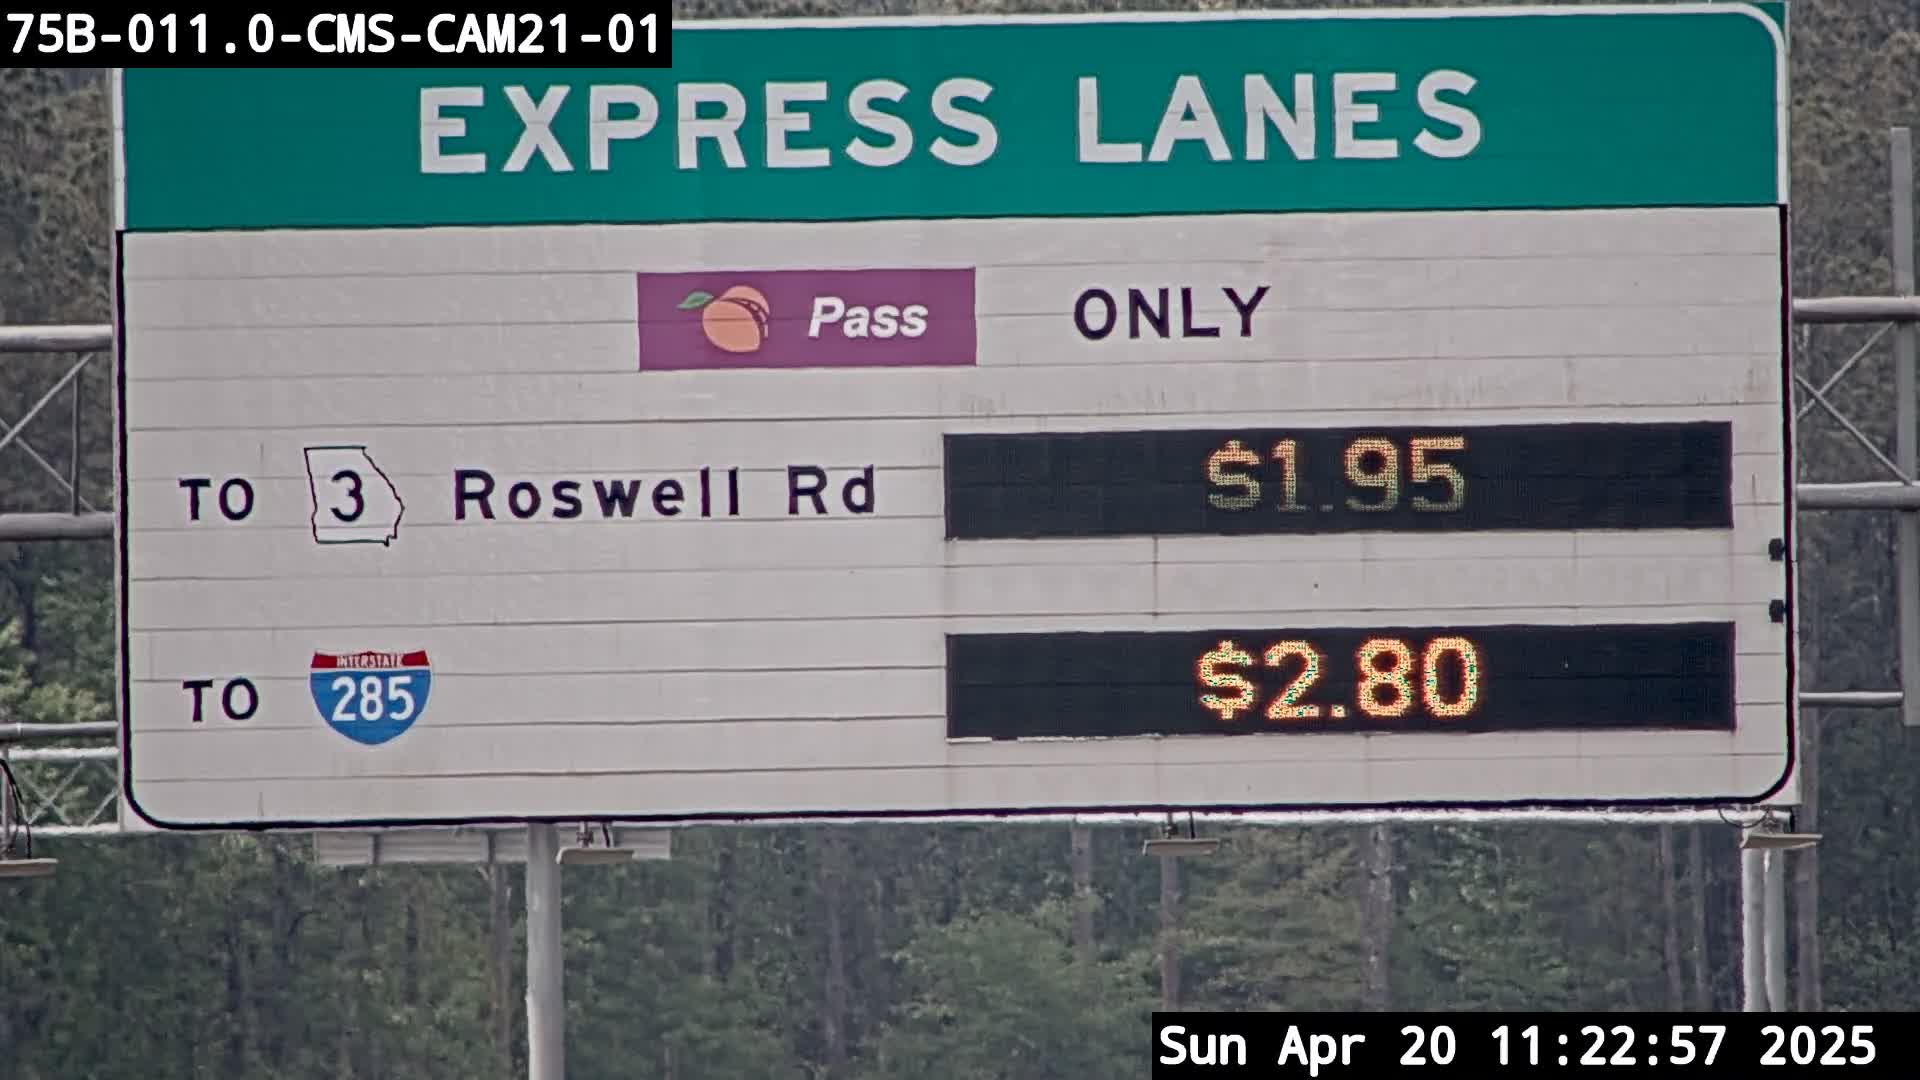 75B-011.0-CMS-CAM21-01
EXPRESS LANES
Pass ONLY
TO 3 Roswell Rd $1.95
TO INTERSTATE 285 $2.80
Sun Apr 20 11:22:57 2025